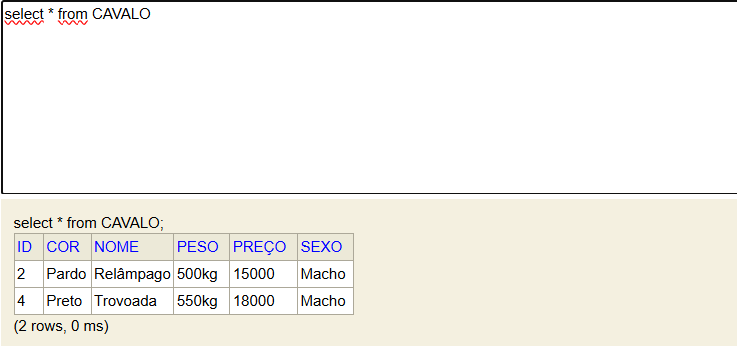 select * from CAVALO
select * from CAVALO;
ID COR NOME PESO PREÇO SEXO
2 Pardo Relâmpago 500kg 15000 Macho
4 Preto Trovoada 550kg 18000 Macho
(2 rows, 0 ms)